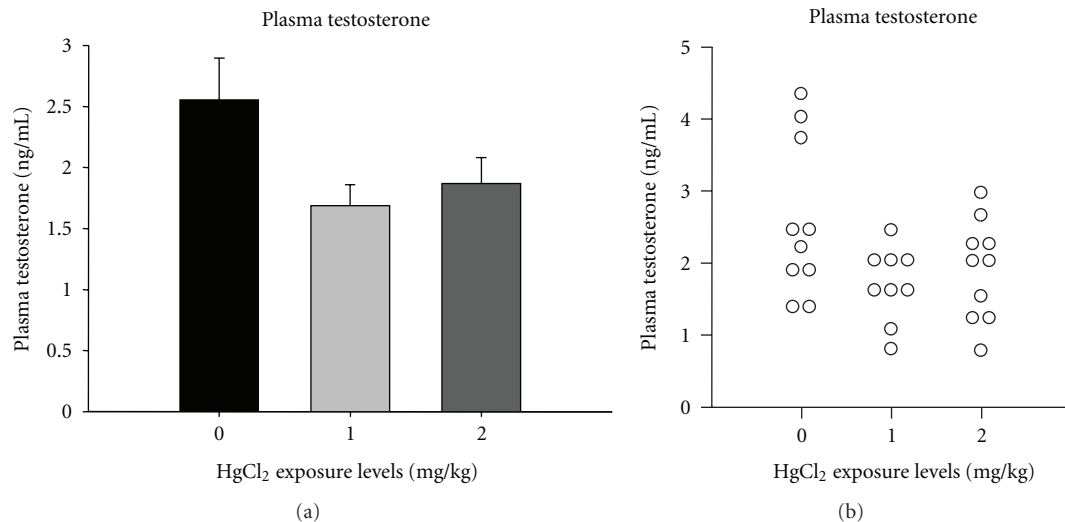 Plasma testosterone
3
2.5
2
1.5
1
0.5
0
Plasma testosterone (ng/mL)
0 1 2
HgCl₂ exposure levels (mg/kg)
(a)
Plasma testosterone
5
4
3
2
1
0
Plasma testosterone (ng/mL)
0 1 2
HgCl₂ exposure levels (mg/kg)
(b)